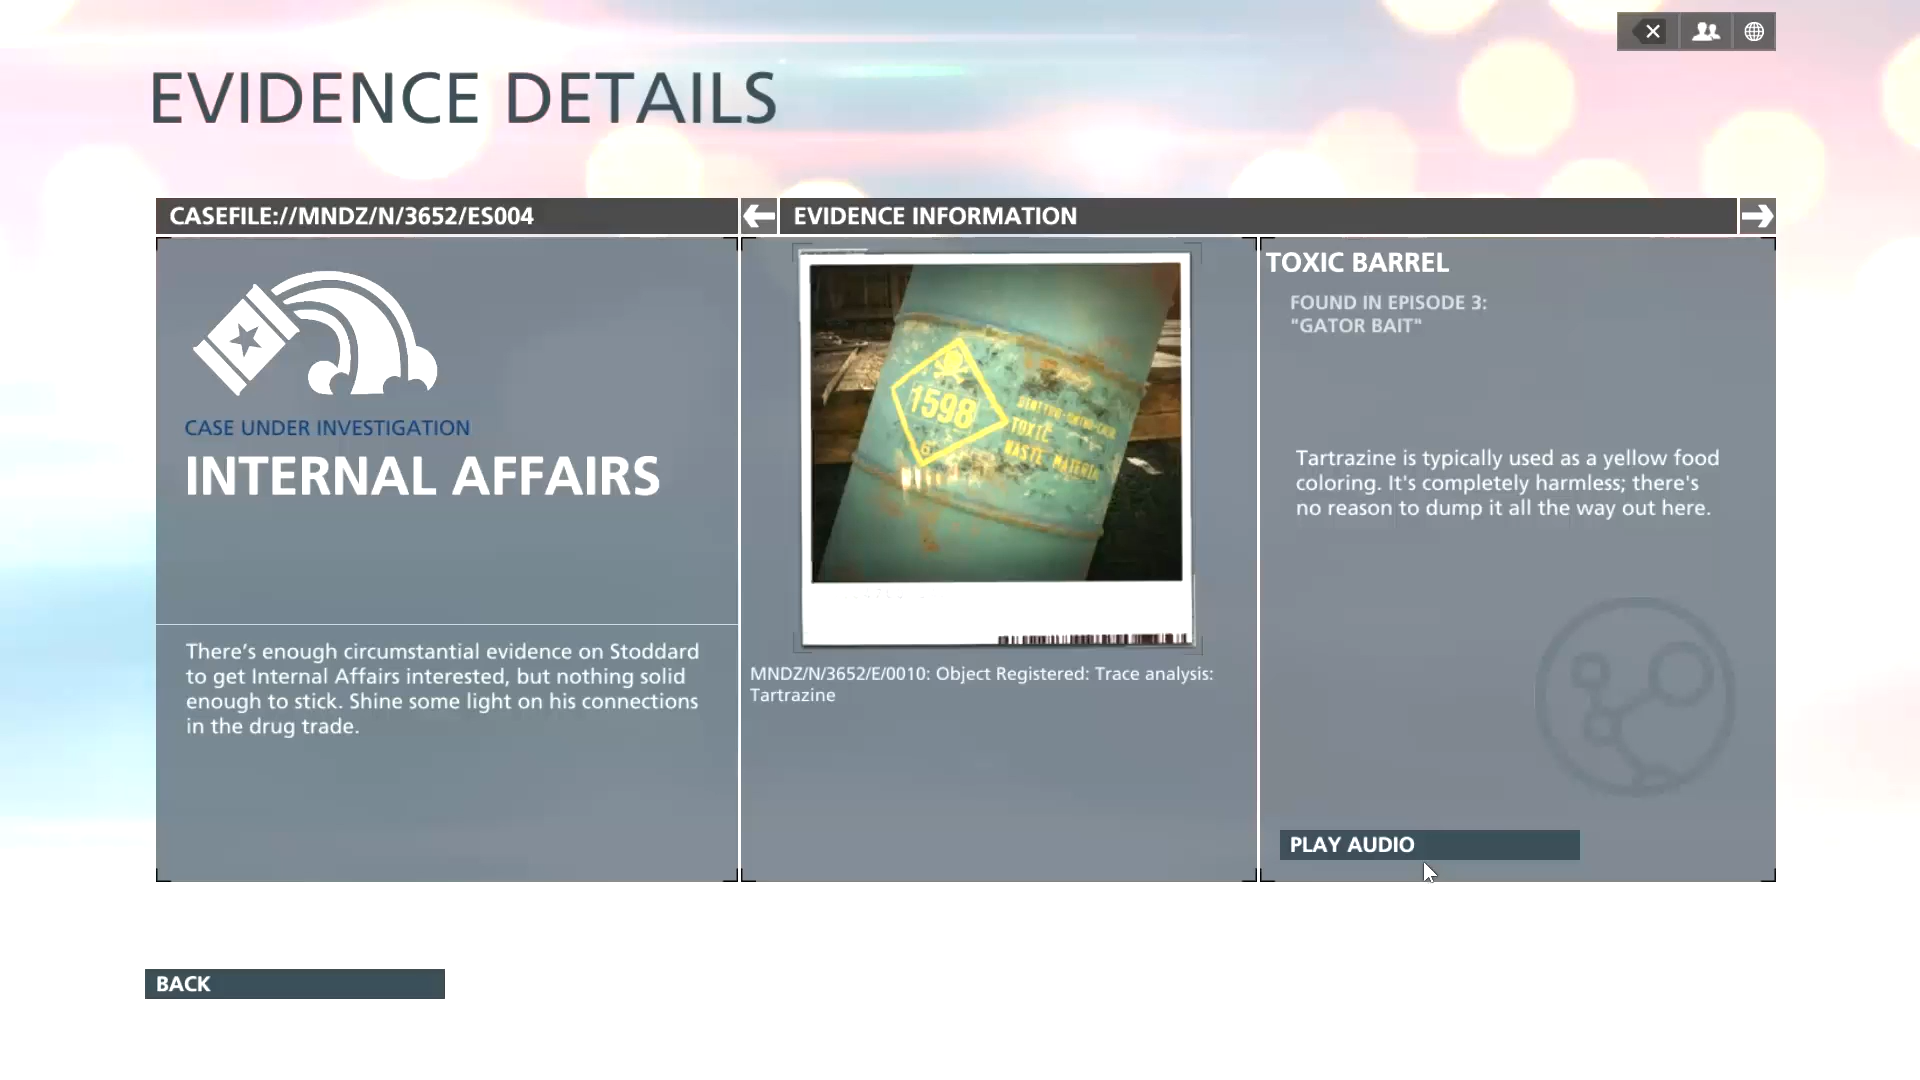 EVIDENCE DETAILS
CASEFILE://MNDZ/N/3652/ES004
EVIDENCE INFORMATION
CASE UNDER INVESTIGATION
INTERNAL AFFAIRS
There's enough circumstantial evidence on Stoddard
to get Internal Affairs interested, but nothing solid
enough to stick. Shine some light on his connections
in the drug trade.
1598
6
TOXIC
WASTE MATERIAL
MNDZ/N/3652/E/0010: Object Registered: Trace analysis:
Tartrazine
TOXIC BARREL
FOUND IN EPISODE 3:
"GATOR BAIT"
Tartrazine is typically used as a yellow food
coloring. It's completely harmless; there's
no reason to dump it all the way out here.
PLAY AUDIO
BACK